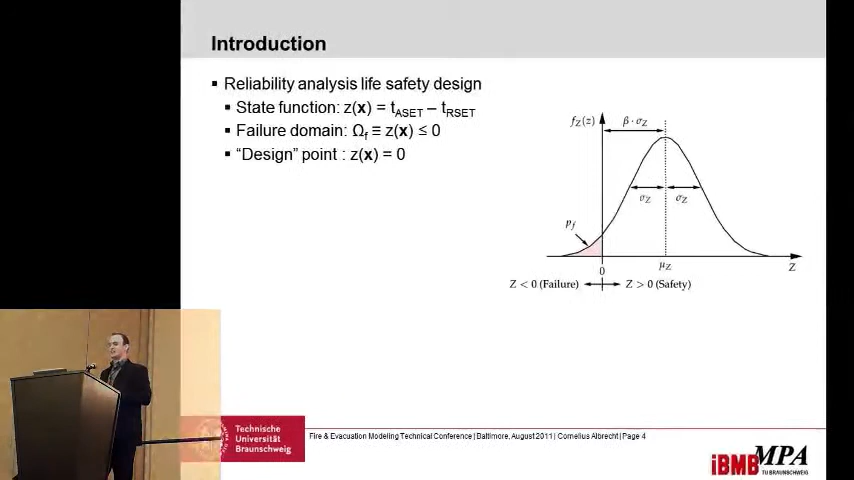 Introduction
Reliability analysis life safety design
State function: z(x) = tASET – tRSET
Failure domain: Ωf ≡ z(x) ≤ 0
“Design” point : z(x) = 0
fZ(z)
β · σZ
σZ
σZ
pf
0
μZ
Z
Z < 0 (Failure)
Z > 0 (Safety)
Technische
Universität
Braunschweig
Fire & Evacuation Modeling Technical Conference | Baltimore, August 2011 | Cornelius Albrecht | Page 4
iBMB MPA
TU BRAUNSCHWEIG